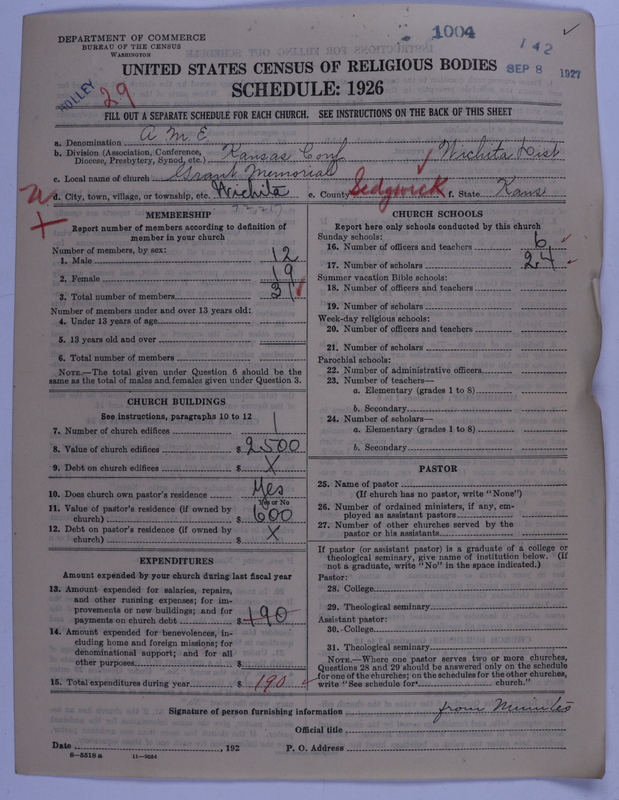 DEPARTMENT OF COMMERCE
BUREAU OF THE CENSUS
WASHINGTON
1004
142
SEP 8 1927
UNITED STATES CENSUS OF RELIGIOUS BODIES
SCHEDULE: 1926
HOLLEY
29
FILL OUT A SEPARATE SCHEDULE FOR EACH CHURCH. SEE INSTRUCTIONS ON THE BACK OF THIS SHEET
a. Denomination A M E
b. Division (Association, Conference, Diocese, Presbytery, Synod, etc.) Kansas Conf Wichita Dist
c. Local name of church Grant Memorial
d. City, town, village, or township, etc. Wichita e. County Sedgwick f. State Kans
MEMBERSHIP
Report number of members according to definition of
member in your church
Number of members, by sex:
1. Male 12
2. Female 19
3. Total number of members 31
Number of members under and over 13 years old:
4. Under 13 years of age
5. 13 years old and over
6. Total number of members
NOTE.—The total given under Question 6 should be
same as the total of males and females given under Question 3.
CHURCH BUILDINGS
See instructions, paragraphs 10 to 12
7. Number of church edifices 1
8. Value of church edifices $ 2500
9. Debt on church edifices $ X
10. Does church own pastor's residence Yes
Yes or No
11. Value of pastor's residence (if owned by
church) $ 600
12. Debt on pastor's residence (if owned by
church) $ X
EXPENDITURES
Amount expended by your church during last fiscal year
13. Amount expended for salaries, repairs,
and other running expenses; for im-
provements or new buildings; and for
payments on church debt $ 190
14. Amount expended for benevolences, in-
cluding home and foreign missions; for
denominational support; and for all
other purposes $
15. Total expenditures during year $ 190
CHURCH SCHOOLS
Report here only schools conducted by this church
Sunday schools:
16. Number of officers and teachers 6
17. Number of scholars 24
Summer vacation Bible schools:
18. Number of officers and teachers
19. Number of scholars
Week-day religious schools:
20. Number of officers and teachers
21. Number of scholars
Parochial schools:
22. Number of administrative officers
23. Number of teachers—
a. Elementary (grades 1 to 8)
b. Secondary
24. Number of scholars—
a. Elementary (grades 1 to 8)
b. Secondary
PASTOR
25. Name of pastor
(If church has no pastor, write "None")
26. Number of ordained ministers, if any, em-
ployed as assistant pastors
27. Number of other churches served by the
pastor or his assistants
If pastor (or assistant pastor) is a graduate of a college or
theological seminary, give name of institution below. (If
not a graduate, write "No" in the space indicated.)
Pastor:
28. College
29. Theological seminary
Assistant pastor:
30. College
31. Theological seminary
NOTE.—Where one pastor serves two or more churches,
Questions 28 and 29 should be answered only on the schedule
for one of the churches; on the schedules for the other churches,
write "See schedule for church."
Signature of person furnishing information from Minutes
Official title
Date , 192 P. O. Address
8—5518 a 11—9084